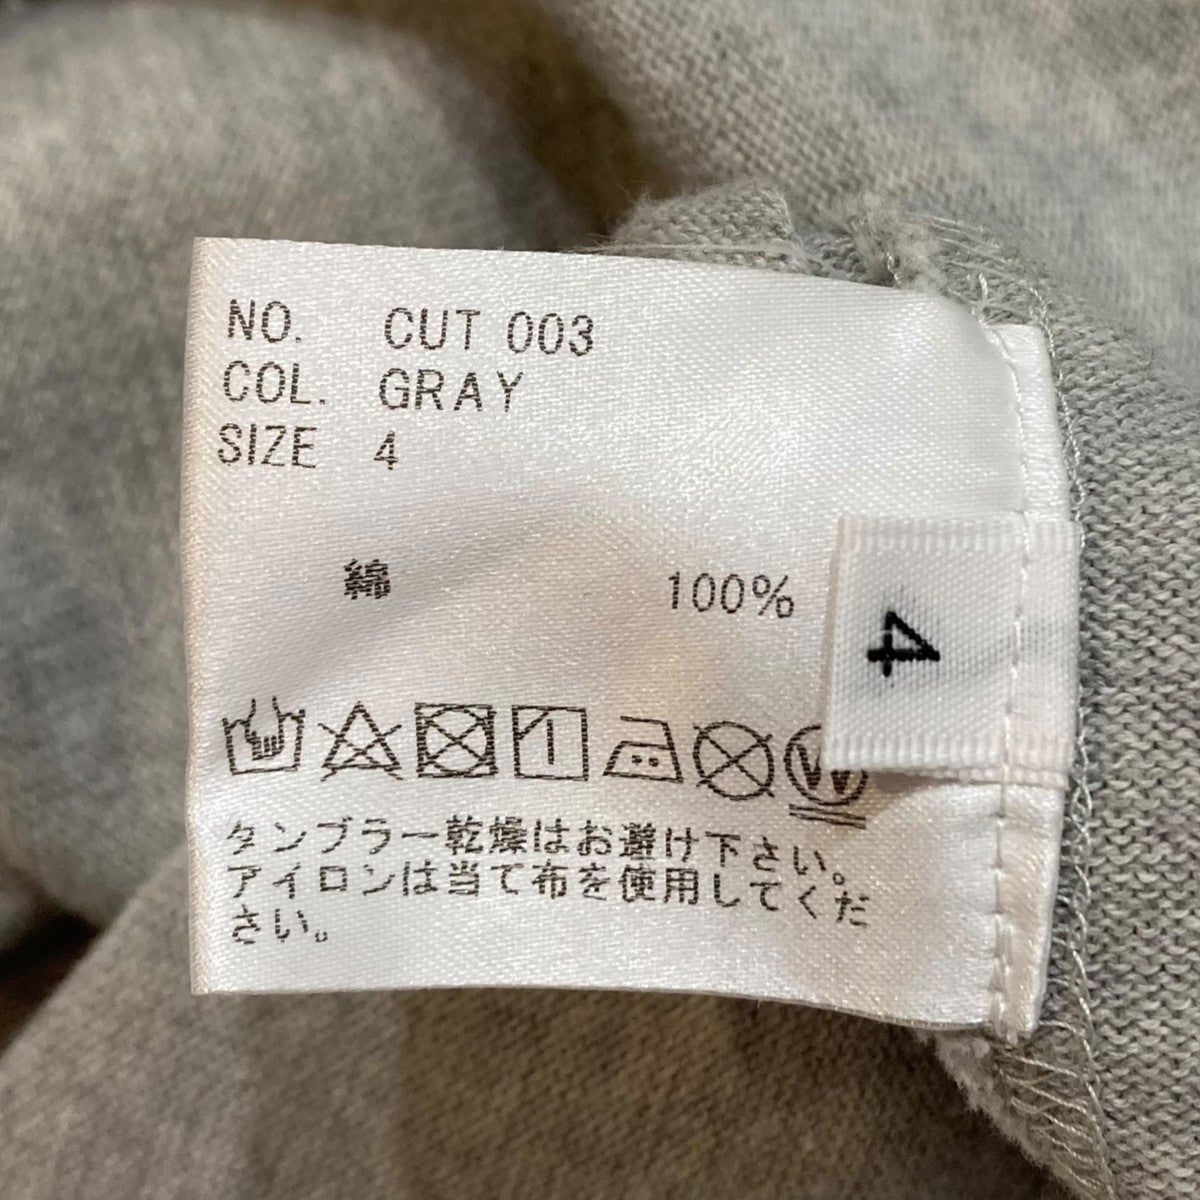 NO. CUT 003
COL. GRAY
SIZE 4
綿 100%
4
W
タンブラー乾燥はお避け下さい。
アイロンは当て布を使用してくだ
さい。